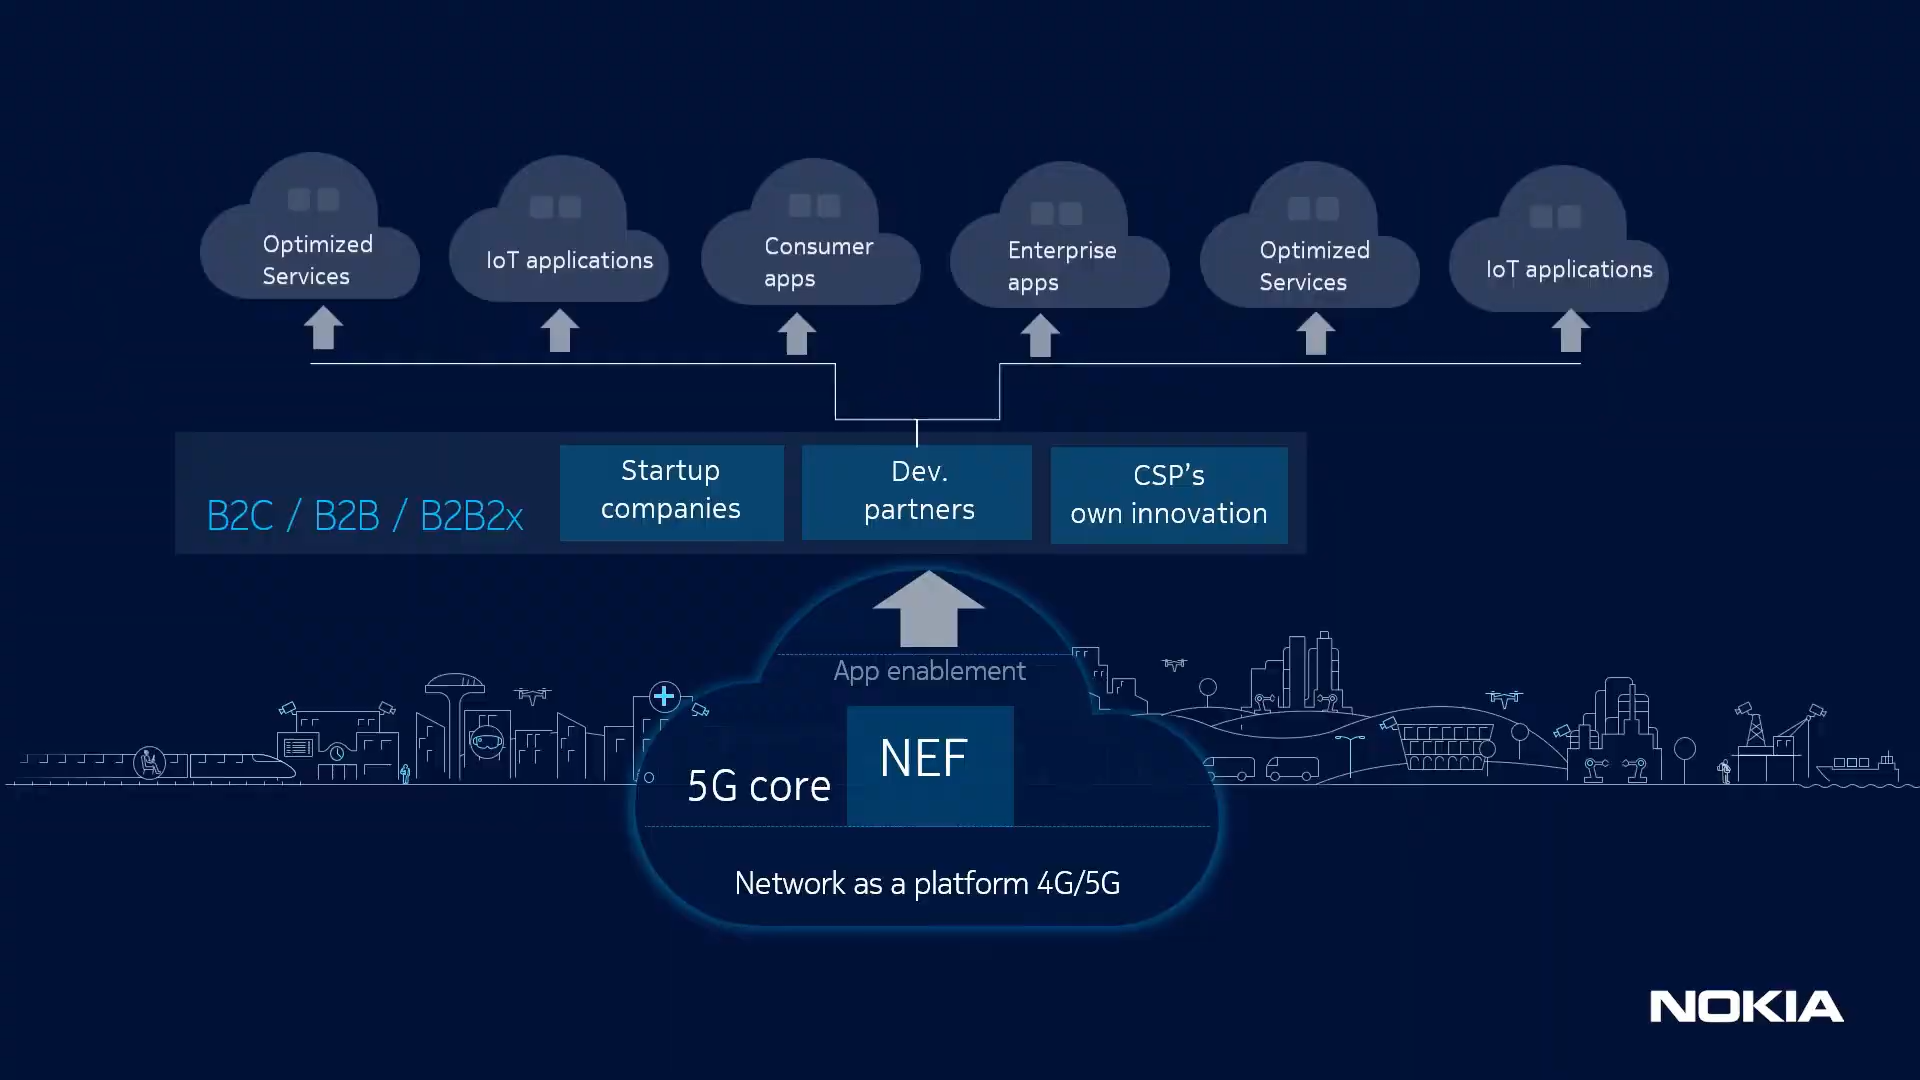 Optimized
Services
IoT applications
Consumer
apps
Enterprise
apps
Optimized
Services
IoT applications
B2C / B2B / B2B2x
Startup
companies
Dev.
partners
CSP's
own innovation
App enablement
5G core
NEF
Network as a platform 4G/5G
NOKIA